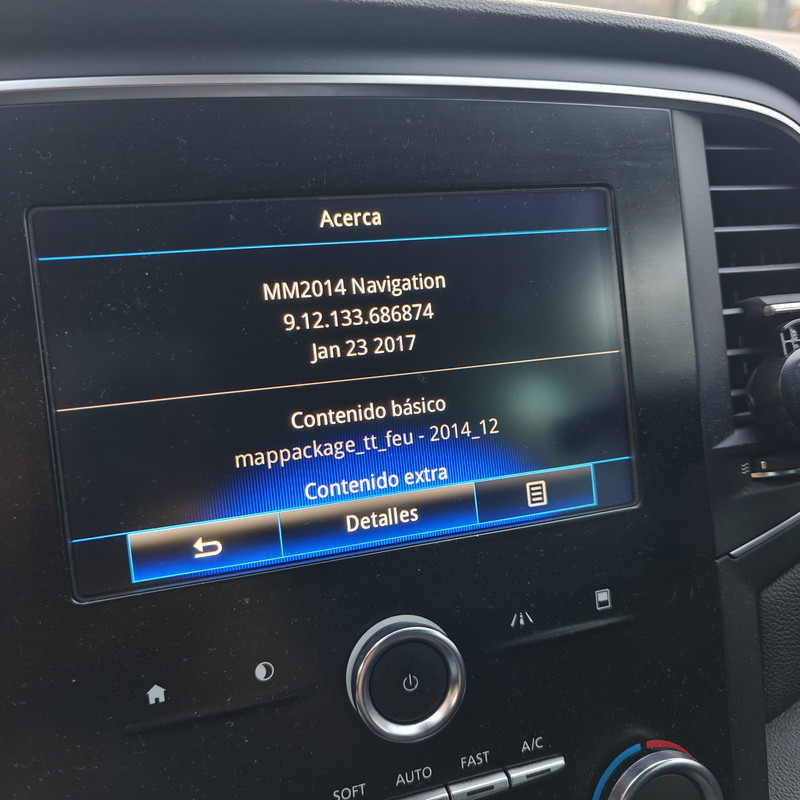 Acerca
MM2014 Navigation
9.12.133.686874
Jan 23 2017
Contenido básico
mappackage_tt_feu - 2014_12
Contenido extra
Detalles
SOFT AUTO FAST A/C